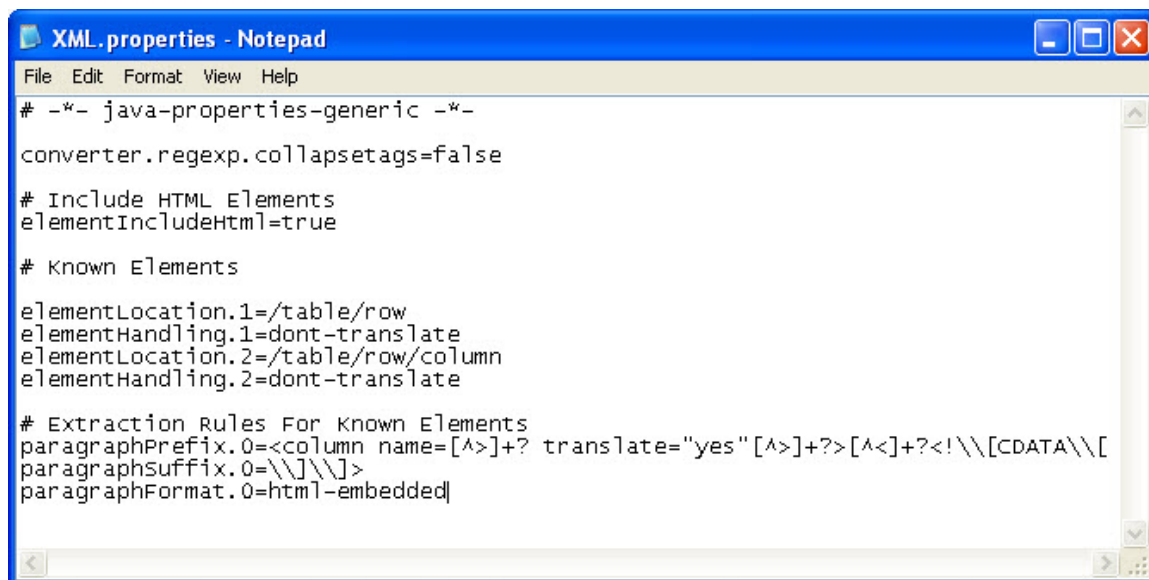 XML.properties - Notepad
File Edit Format View Help
# -*- java-properties-generic -*-
converter.regexp.collapsetags=false
# Include HTML Elements
elementIncludeHtml=true
# Known Elements
elementLocation.1=/table/row
elementHandling.1=dont-translate
elementLocation.2=/table/row/column
elementHandling.2=dont-translate
# Extraction Rules For Known Elements
paragraphPrefix.0=<column name=[^>]+? translate="yes"[^>]+?>[^<]+?<!\\[CDATA\\[
paragraphSuffix.0=\\]\\]>
paragraphFormat.0=html-embedded